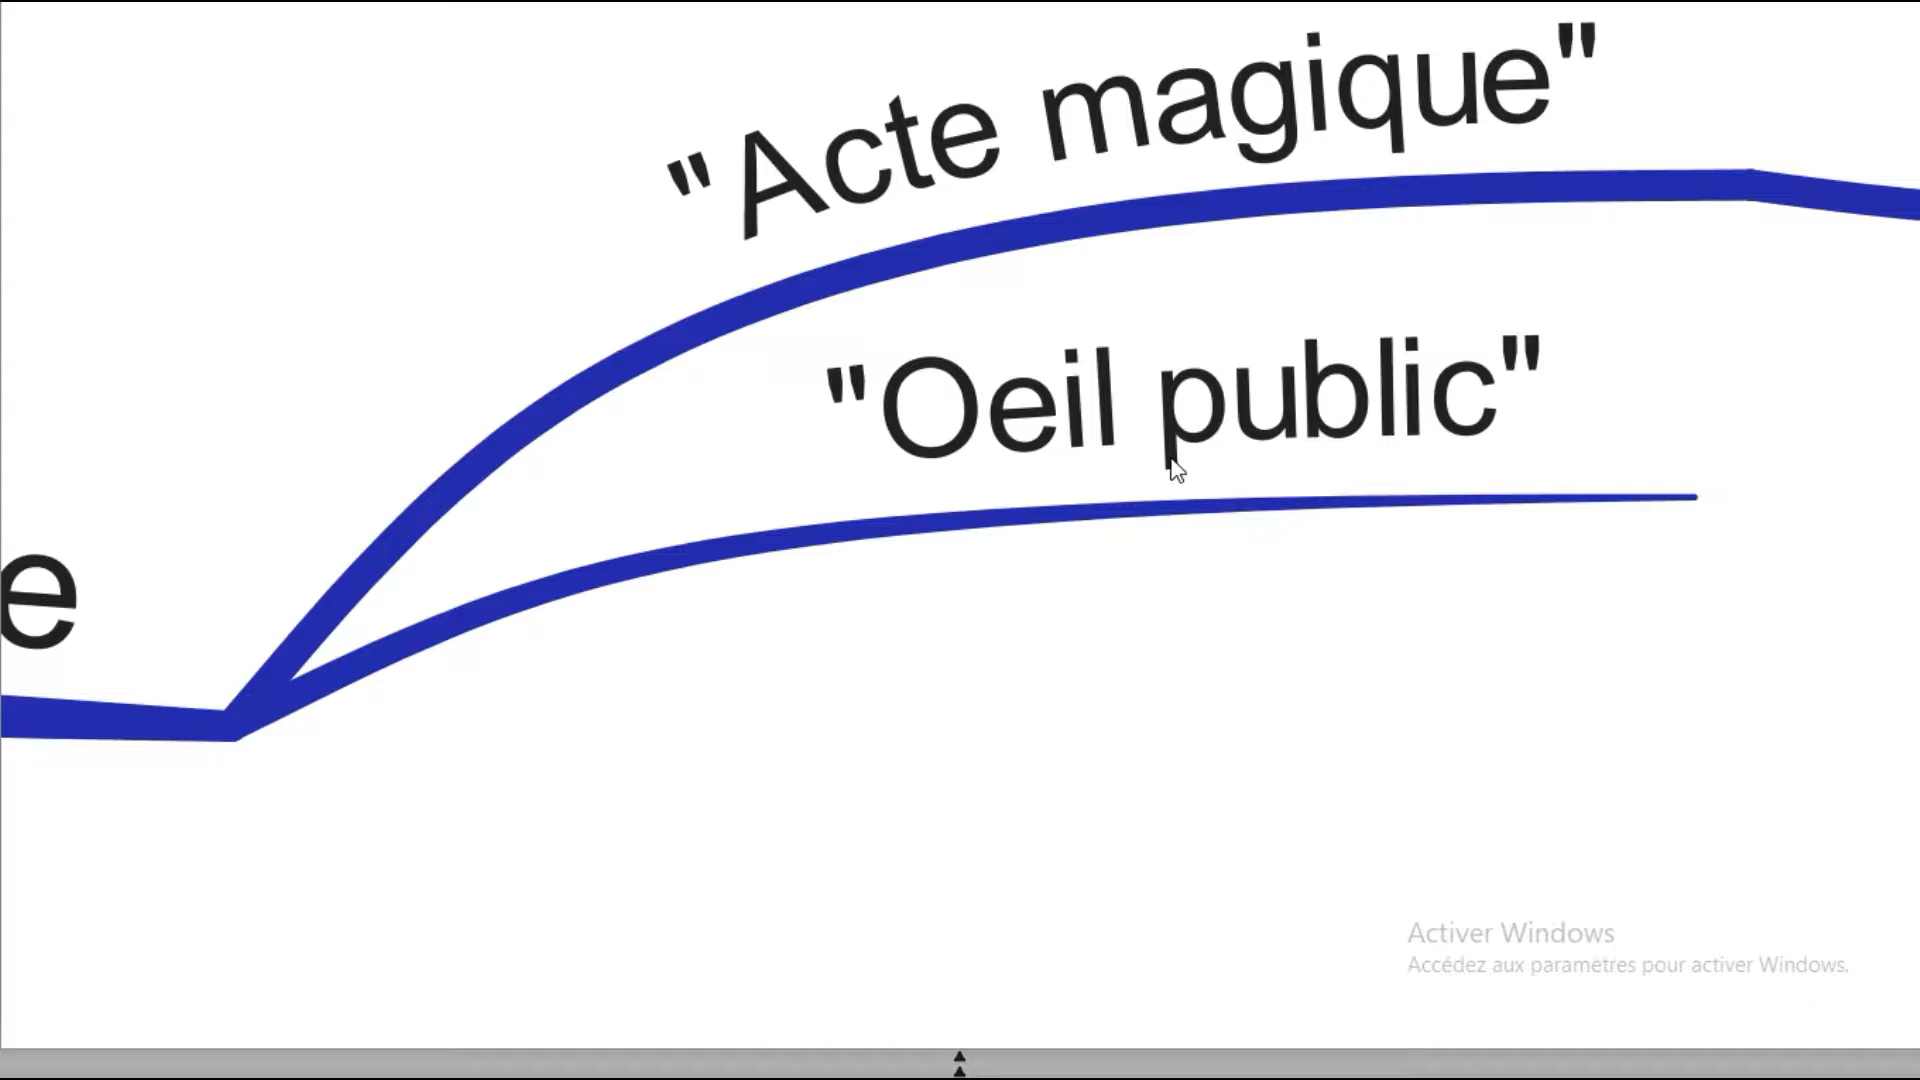 "Acte magique"
"Oeil public"
e
Activer Windows
Accédez aux paramètres pour activer Windows.